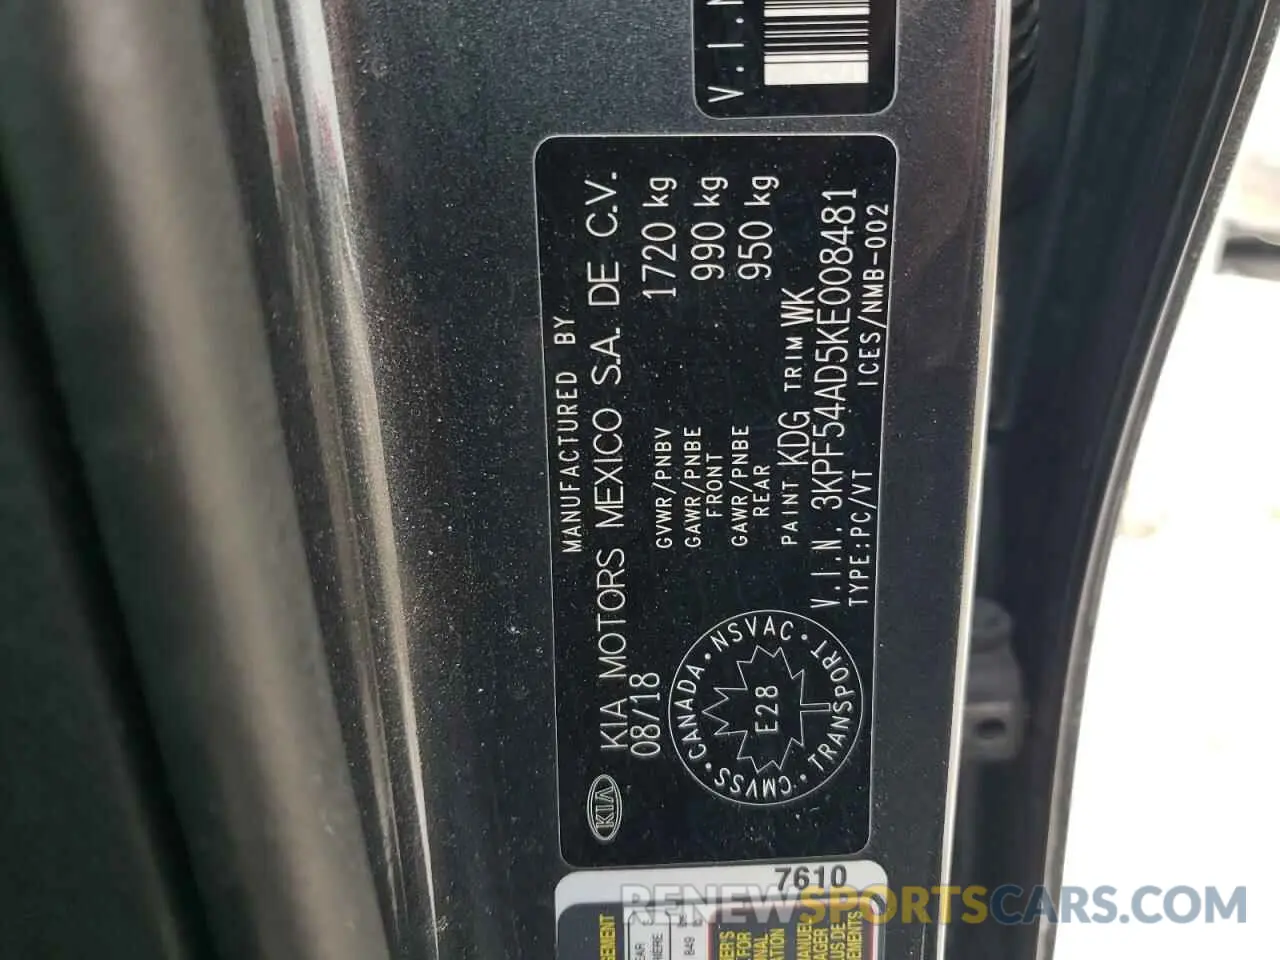 V.I.N
MANUFACTURED BY
KIA MOTORS MEXICO S.A. DE C.V.
08/18
GVWR/PNBV 1720 kg
GAWR/PNBE 990 kg
FRONT
GAWR/PNBE 950 kg
REAR
PAINT KDG TRIM WK
V.I.N. 3KPF54AD5KE008481
TYPE:PC/VT ICES/NMB-002
KIA
CANADA • NSVAC •
TRANSPORT • CMVSS •
E28
7610
849
MANUEL
RENEWSPORTSCARS.COM